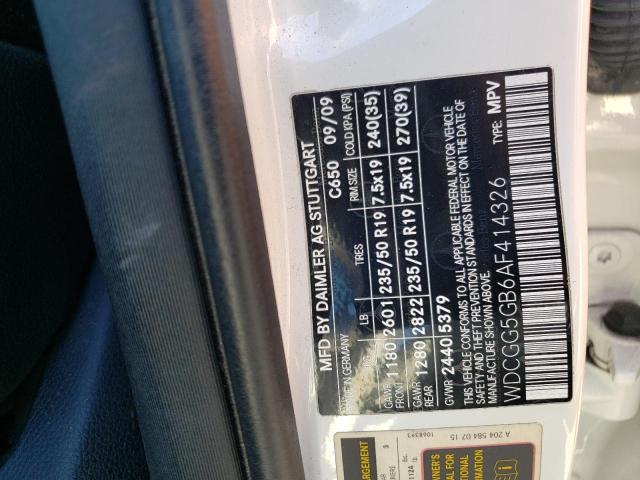 MFD BY DAIMLER AG STUTTGART
IN GERMANY C650 09/09
GAWR LB TIRES RIM SIZE COLD KPA (PSI)
FRONT 1180 2601 235/50 R19 7.5x19 240(35)
GAWR
REAR 1280 2822 235/50 R19 7.5x19 270(39)
GVWR 2440 5379
THIS VEHICLE CONFORMS TO ALL APPLICABLE FEDERAL MOTOR VEHICLE
SAFETY AND THEFT PREVENTION STANDARDS IN EFFECT ON THE DATE OF
MANUFACTURE SHOWN ABOVE.
TYPE: MPV
WDCGG5GB6AF414326
A 204 584 07 15
1068393
1124